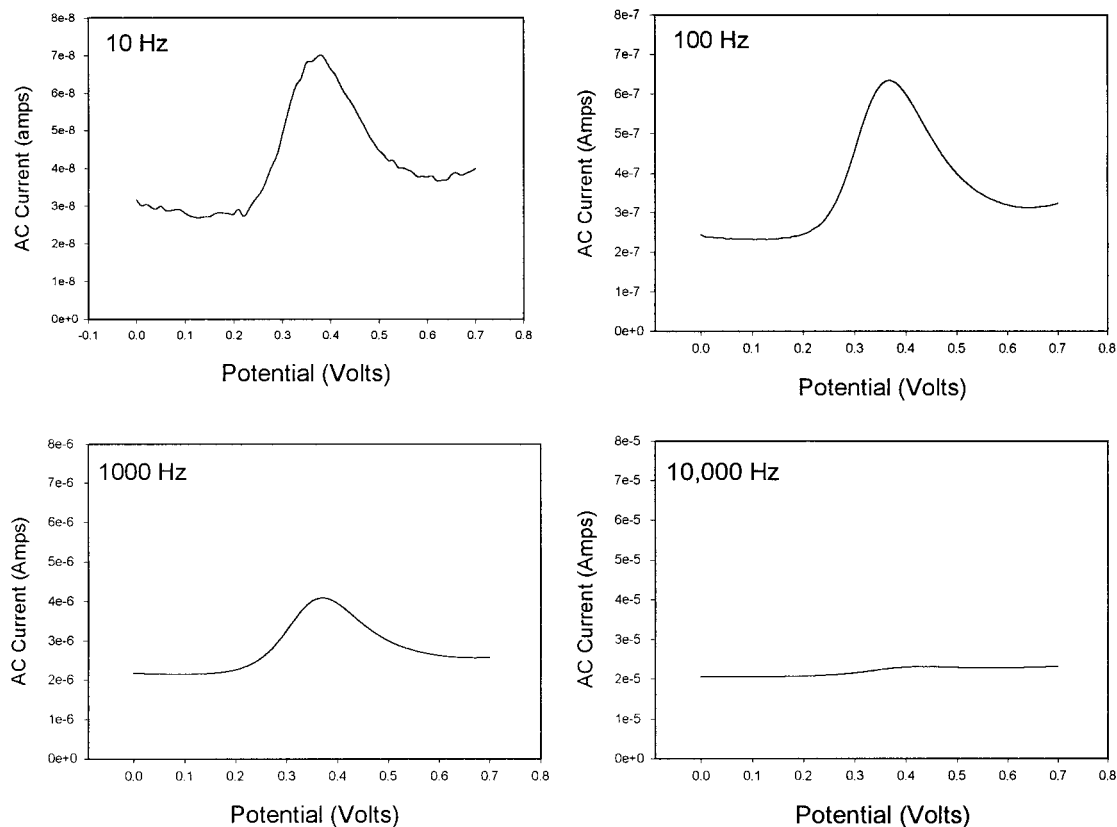 10 Hz
AC Current (amps)
8e-8
7e-8
6e-8
5e-8
4e-8
3e-8
2e-8
1e-8
0e+0
-0.1 0.0 0.1 0.2 0.3 0.4 0.5 0.6 0.7 0.8
Potential (Volts)
100 Hz
AC Current (Amps)
8e-7
7e-7
6e-7
5e-7
4e-7
3e-7
2e-7
1e-7
0e+0
0.0 0.1 0.2 0.3 0.4 0.5 0.6 0.7 0.8
Potential (Volts)
1000 Hz
AC Current (Amps)
8e-6
7e-6
6e-6
5e-6
4e-6
3e-6
2e-6
1e-6
0e+0
0.0 0.1 0.2 0.3 0.4 0.5 0.6 0.7 0.8
Potential (Volts)
10,000 Hz
AC Current (Amps)
8e-5
7e-5
6e-5
5e-5
4e-5
3e-5
2e-5
1e-5
0e+0
0.0 0.1 0.2 0.3 0.4 0.5 0.6 0.7 0.8
Potential (Volts)